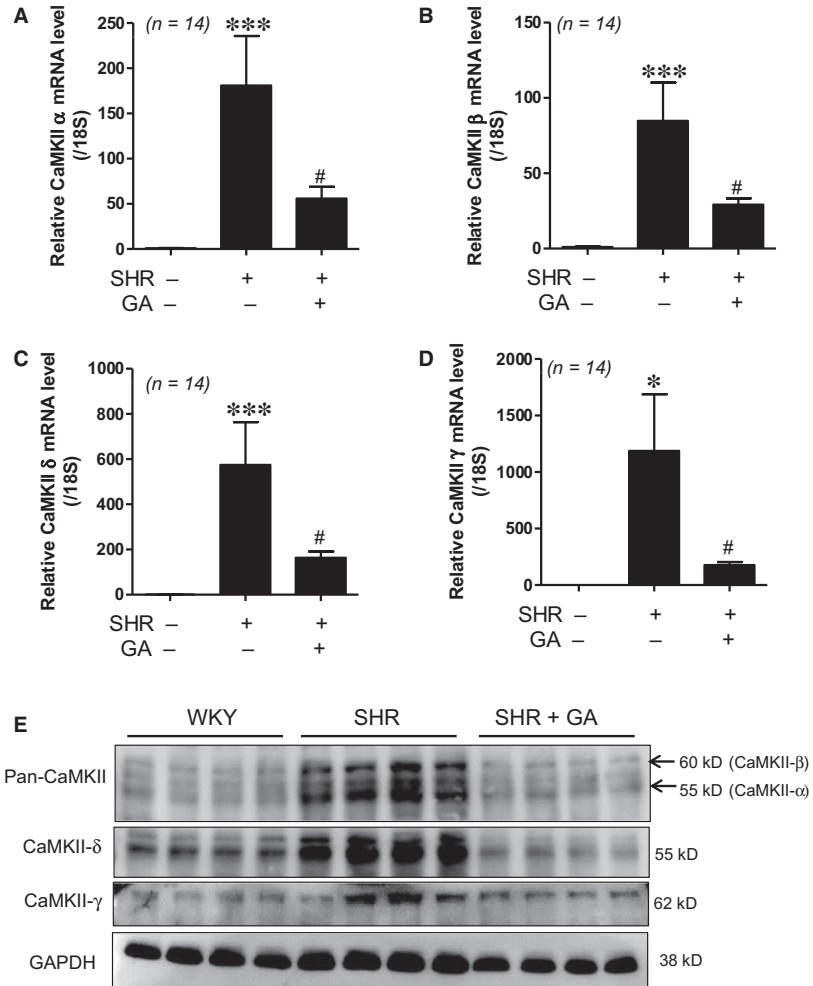 A
Relative CaMKII α mRNA level
(/18S)
250
200
150
100
50
0
(n = 14)
***
#
SHR – + +
GA – – +
B
Relative CaMKII β mRNA level
(/18S)
150
100
50
0
(n = 14)
***
#
SHR – + +
GA – – +
C
Relative CaMKII δ mRNA level
(/18S)
1000
800
600
400
200
0
(n = 14)
***
#
SHR – + +
GA – – +
D
Relative CaMKII γ mRNA level
(/18S)
2000
1500
1000
500
0
(n = 14)
*
#
SHR – + +
GA – – +
E
WKY SHR SHR + GA
Pan-CaMKII
60 kD (CaMKII-β)
55 kD (CaMKII-α)
CaMKII-δ 55 kD
CaMKII-γ 62 kD
GAPDH 38 kD